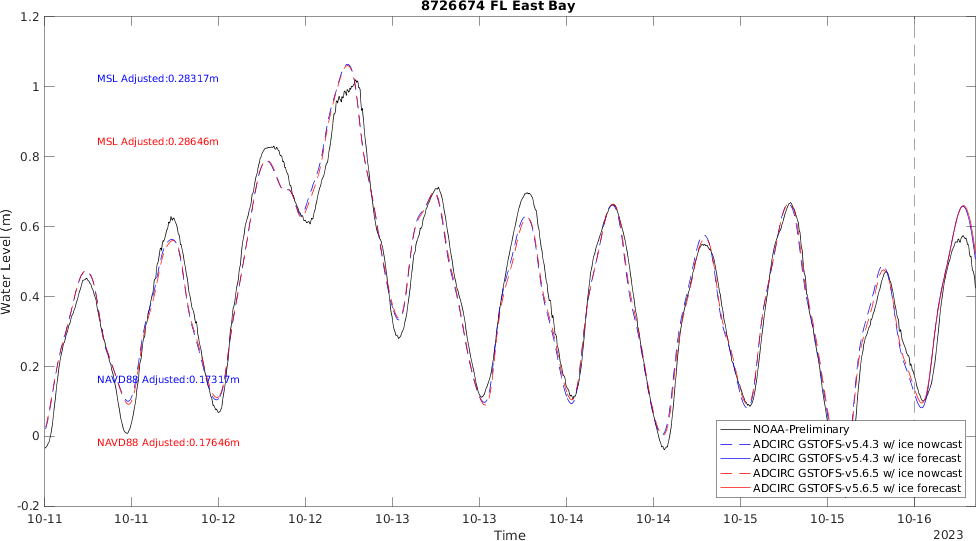 8726674 FL East Bay
1.2
1
0.8
0.6
0.4
0.2
0
-0.2
Water Level (m)
MSL Adjusted:0.28317m
MSL Adjusted:0.28646m
NAVD88 Adjusted:0.17317m
NAVD88 Adjusted:0.17646m
NOAA-Preliminary
ADCIRC GSTOFS-v5.4.3 w/ ice nowcast
ADCIRC GSTOFS-v5.4.3 w/ ice forecast
ADCIRC GSTOFS-v5.6.5 w/ ice nowcast
ADCIRC GSTOFS-v5.6.5 w/ ice forecast
10-11 10-11 10-12 10-12 10-13 10-13 10-14 10-14 10-15 10-15 10-16
Time
2023